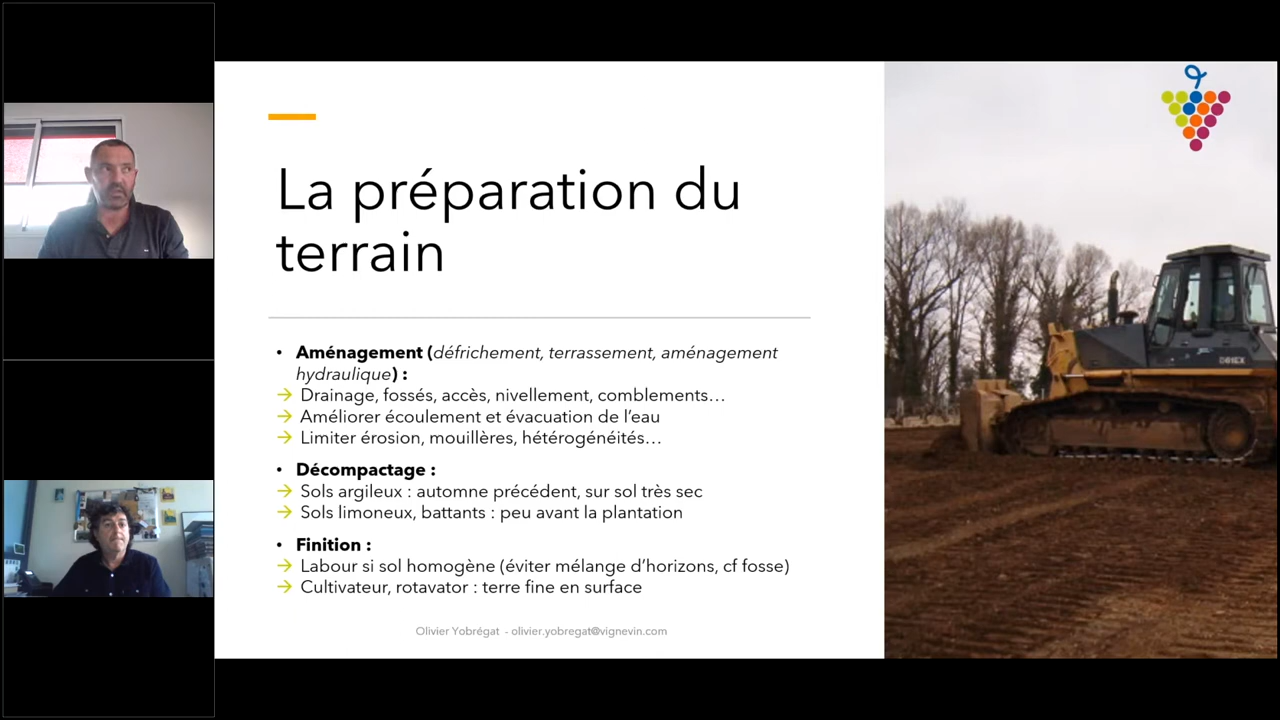 La préparation du
terrain
• Aménagement (défrichement, terrassement, aménagement
hydraulique) :
→ Drainage, fossés, accès, nivellement, comblements…
→ Améliorer écoulement et évacuation de l’eau
→ Limiter érosion, mouillères, hétérogénéités…
• Décompactage :
→ Sols argileux : automne précédent, sur sol très sec
→ Sols limoneux, battants : peu avant la plantation
• Finition :
→ Labour si sol homogène (éviter mélange d’horizons, cf fosse)
→ Cultivateur, rotavator : terre fine en surface
Olivier Yobrégat - olivier.yobregat@vignevin.com
D61EX